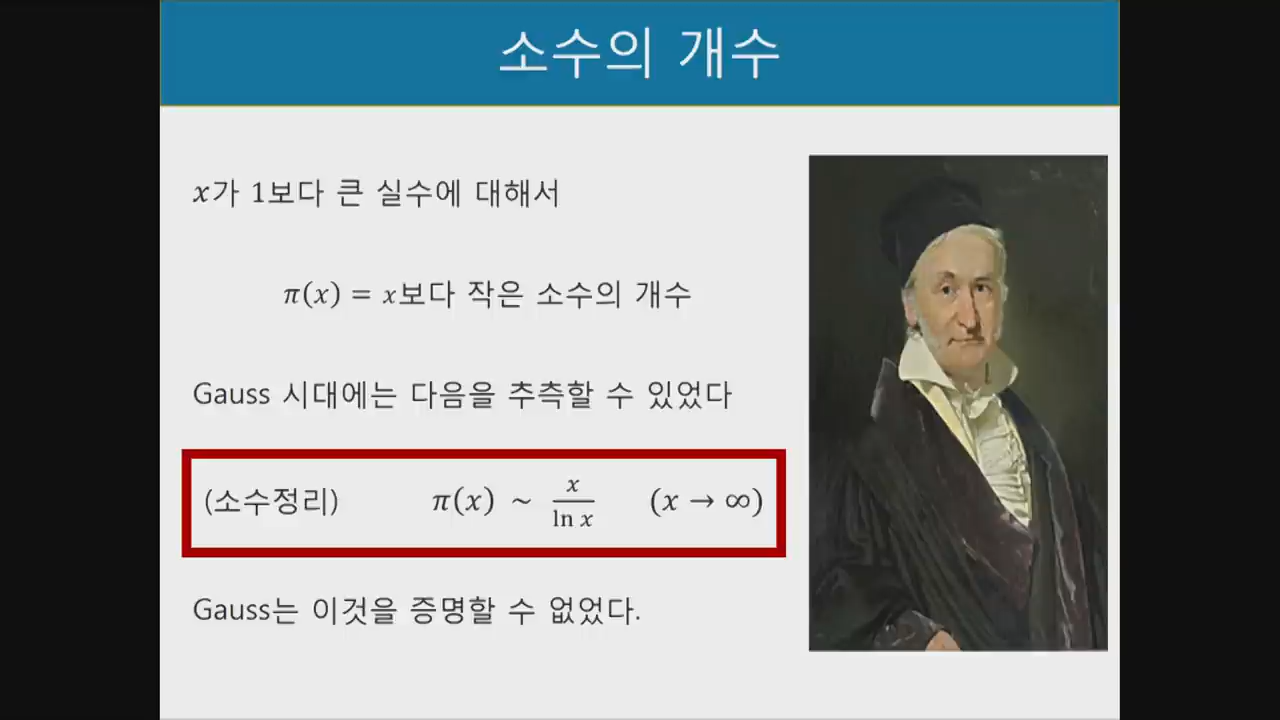 소수의 개수
x가 1보다 큰 실수에 대해서
π(x) = x보다 작은 소수의 개수
Gauss 시대에는 다음을 추측할 수 있었다
(소수정리) π(x) ~ x / ln x (x → ∞)
Gauss는 이것을 증명할 수 없었다.